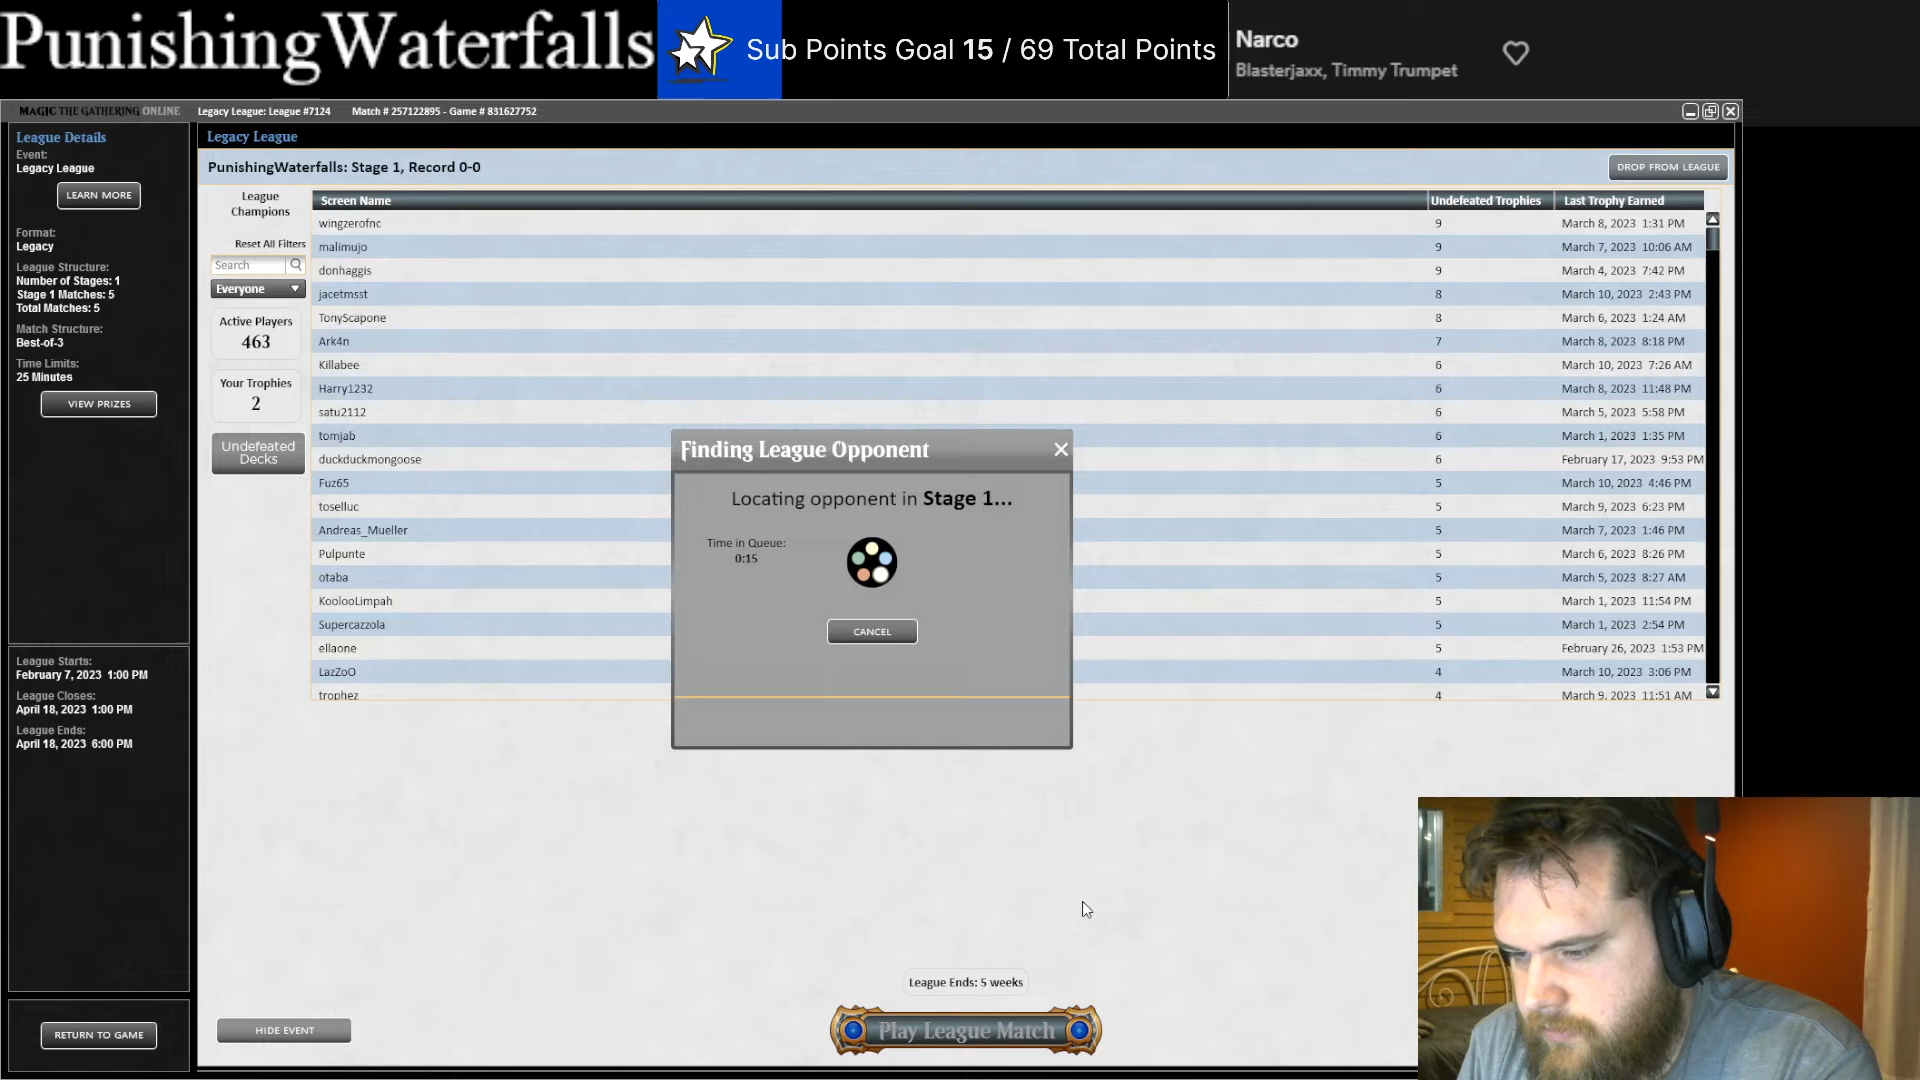 PunishingWaterfalls
Sub Points Goal 15 / 69 Total Points
Narco
Blasterjaxx, Timmy Trumpet
MAGIC THE GATHERING ONLINE
Legacy League: League #7124 Match # 257122895 - Game # 831627752
League Details
Event:
Legacy League
LEARN MORE
Format:
Legacy
League Structure:
Number of Stages: 1
Stage 1 Matches: 5
Total Matches: 5
Match Structure:
Best-of-3
Time Limits:
25 Minutes
VIEW PRIZES
League Starts:
February 7, 2023 1:00 PM
League Closes:
April 18, 2023 1:00 PM
League Ends:
April 18, 2023 6:00 PM
RETURN TO GAME
Legacy League
PunishingWaterfalls: Stage 1, Record 0-0
DROP FROM LEAGUE
League
Champions
Reset All Filters
Search
Everyone
Active Players
463
Your Trophies
2
Undefeated
Decks
Screen Name Undefeated Trophies Last Trophy Earned
wingzerofnc 9 March 8, 2023 1:31 PM
malimujo 9 March 7, 2023 10:06 AM
donhaggis 9 March 4, 2023 7:42 PM
jacetmsst 8 March 10, 2023 2:43 PM
TonyScapone 8 March 6, 2023 1:24 AM
Ark4n 7 March 8, 2023 8:18 PM
Killabee 6 March 10, 2023 7:26 AM
Harry1232 6 March 8, 2023 11:48 PM
satu2112 6 March 5, 2023 5:58 PM
tomjab 6 March 1, 2023 1:35 PM
duckduckmongoose 6 February 17, 2023 9:53 PM
Fuz65 5 March 10, 2023 4:46 PM
toselluc 5 March 9, 2023 6:23 PM
Andreas_Mueller 5 March 7, 2023 1:46 PM
Pulpunte 5 March 6, 2023 8:26 PM
otaba 5 March 5, 2023 8:27 AM
KoolooLimpah 5 March 1, 2023 11:54 PM
Supercazzola 5 March 1, 2023 2:54 PM
ellaone 5 February 26, 2023 1:53 PM
LazZoO 4 March 10, 2023 3:06 PM
trophez 4 March 9, 2023 11:51 AM
Finding League Opponent
Locating opponent in Stage 1...
Time in Queue:
0:15
CANCEL
League Ends: 5 weeks
HIDE EVENT
Play League Match